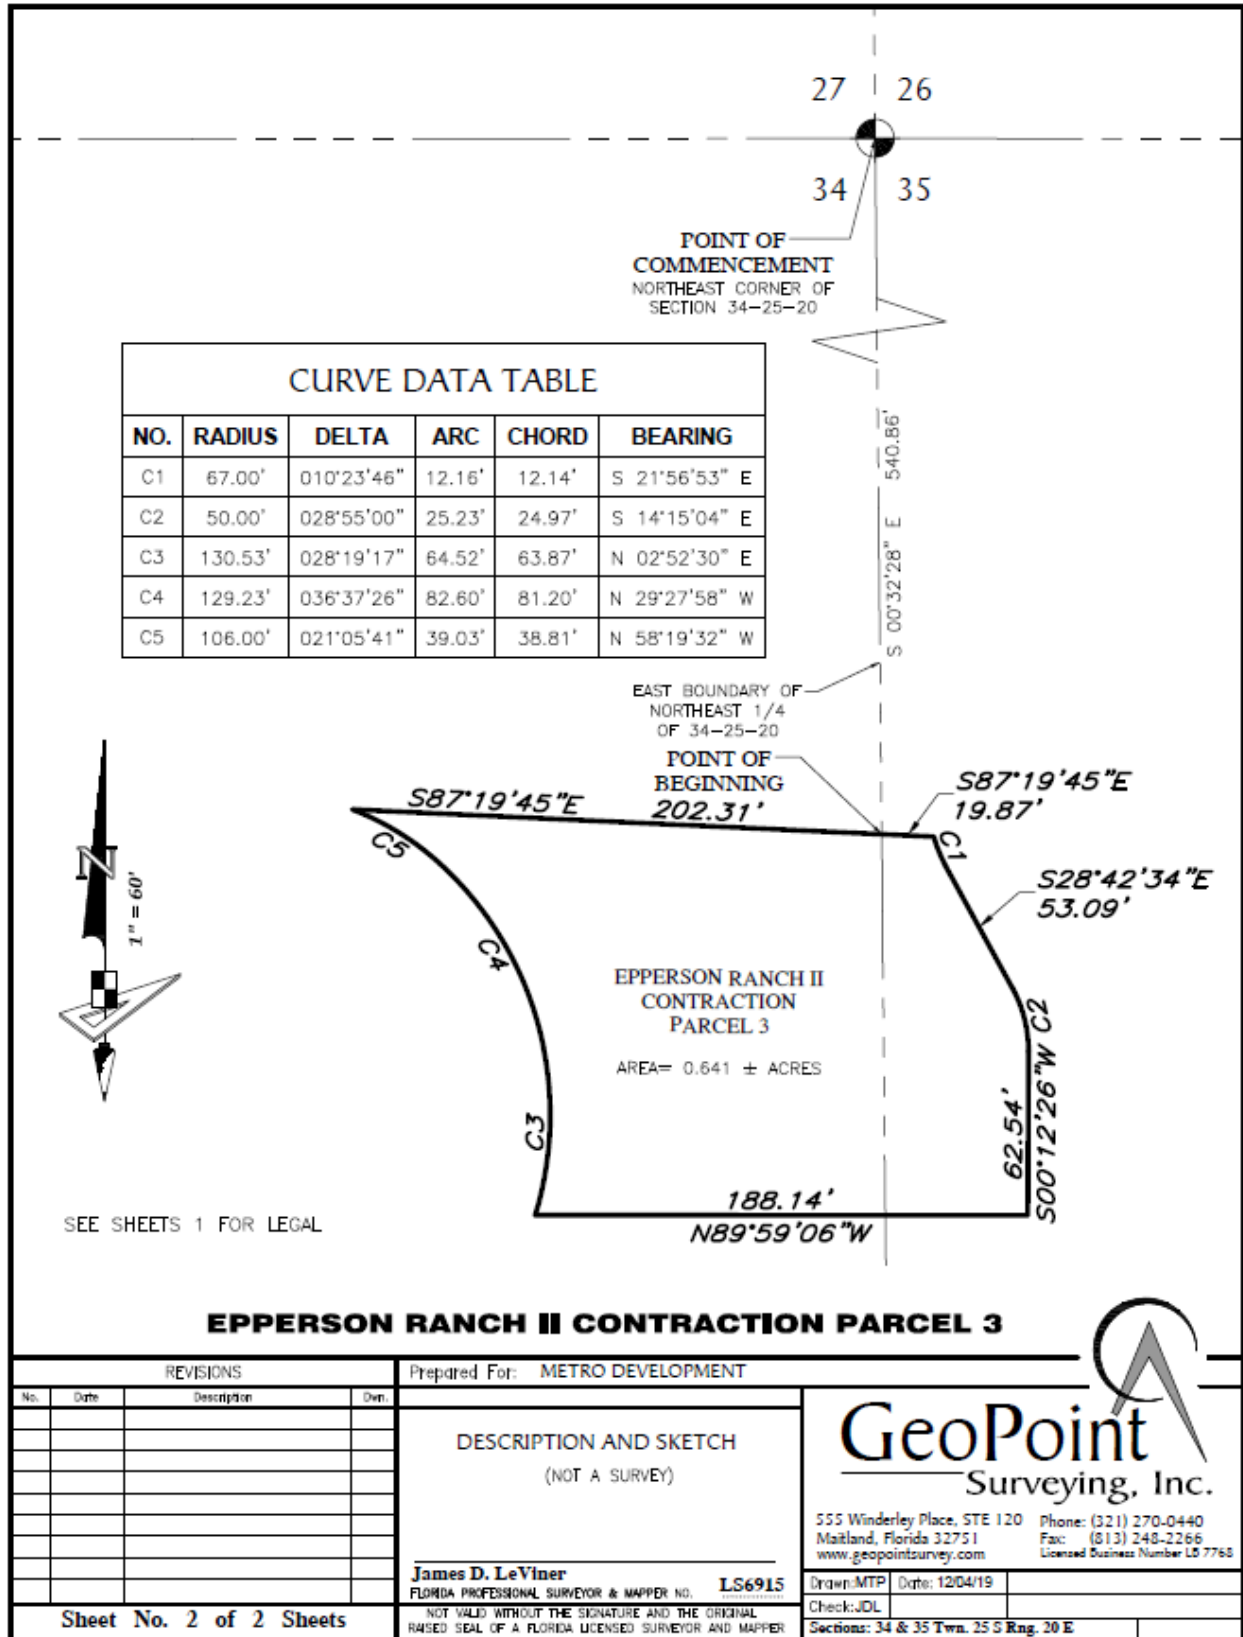 27 26
34 35
POINT OF
COMMENCEMENT
NORTHEAST CORNER OF
SECTION 34-25-20
CURVE DATA TABLE
NO. RADIUS DELTA ARC CHORD BEARING
C1 67.00' 010°23'46" 12.16' 12.14' S 21°56'53" E
C2 50.00' 028°55'00" 25.23' 24.97' S 14°15'04" E
C3 130.53' 028°19'17" 64.52' 63.87' N 02°52'30" E
C4 129.23' 036°37'26" 82.60' 81.20' N 29°27'58" W
C5 106.00' 021°05'41" 39.03' 38.81' N 58°19'32" W
S 00°32'28" E 540.86'
EAST BOUNDARY OF
NORTHEAST 1/4
OF 34-25-20
POINT OF
BEGINNING
S87°19'45"E
202.31'
S87°19'45"E
19.87'
C5
C1
S28°42'34"E
53.09'
N
1" = 60'
C4
EPPERSON RANCH II
CONTRACTION
PARCEL 3
AREA= 0.641 ± ACRES
C2
C3
62.54'
S00°12'26"W
188.14'
N89°59'06"W
SEE SHEETS 1 FOR LEGAL
EPPERSON RANCH II CONTRACTION PARCEL 3
REVISIONS
No. Date Description Dwn.
Prepared For: METRO DEVELOPMENT
DESCRIPTION AND SKETCH
(NOT A SURVEY)
James D. LeViner
FLORIDA PROFESSIONAL SURVEYOR & MAPPER NO. LS6915
NOT VALID WITHOUT THE SIGNATURE AND THE ORIGINAL
RAISED SEAL OF A FLORIDA LICENSED SURVEYOR AND MAPPER
GeoPoint
Surveying, Inc.
555 Winderley Place, STE 120 Phone: (321) 270-0440
Maitland, Florida 32751 Fax: (813) 248-2266
www.geopointsurvey.com Licensed Business Number LB 7768
Drawn:MTP Date: 12/04/19
Check:JDL
Sections: 34 & 35 Twn. 25 S Rng. 20 E
Sheet No. 2 of 2 Sheets